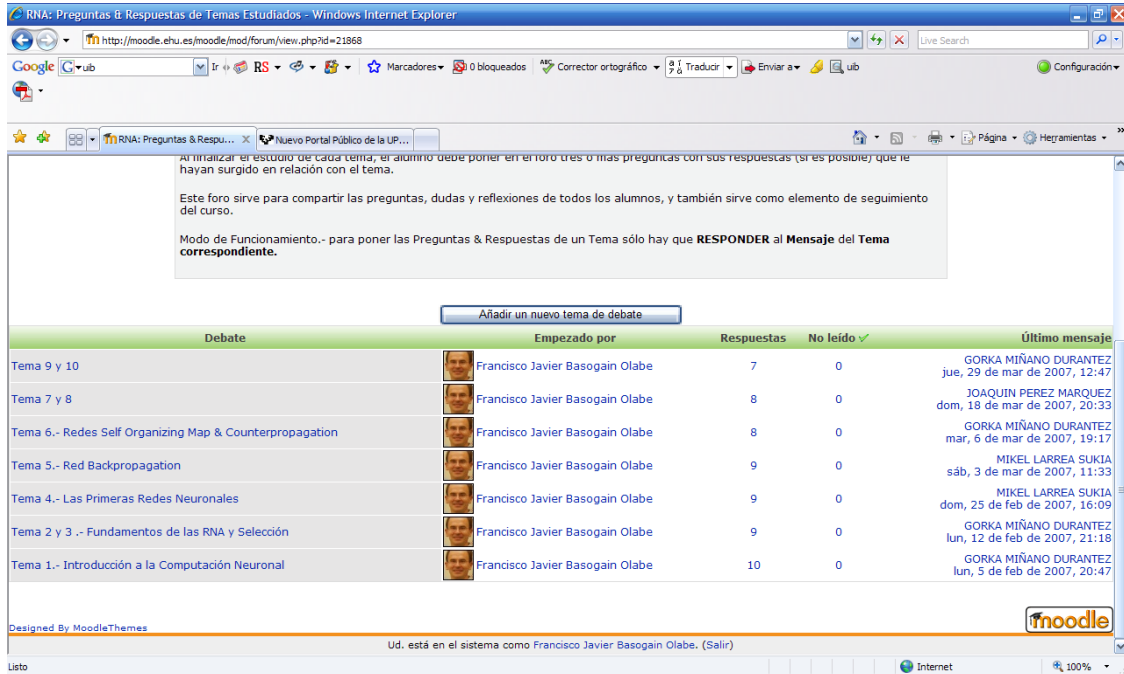 RNA: Preguntas & Respuestas de Temas Estudiados - Windows Internet Explorer
http://moodle.ehu.es/moodle/mod/forum/view.php?id=21868
Live Search
Google
ub
Ir
RS
Marcadores
0 bloqueados
Corrector ortográfico
Traducir
Enviar a
ub
Configuración
RNA: Preguntas & Respu...
Nuevo Portal Público de la UP...
Página
Herramientas
Al finalizar el estudio de cada tema, el alumno debe poner en el foro tres o más preguntas con sus respuestas (si es posible) que le
hayan surgido en relación con el tema.
Este foro sirve para compartir las preguntas, dudas y reflexiones de todos los alumnos, y también sirve como elemento de seguimiento
del curso.
Modo de Funcionamiento.- para poner las Preguntas & Respuestas de un Tema sólo hay que RESPONDER al Mensaje del Tema
correspondiente.
Añadir un nuevo tema de debate
Debate Empezado por Respuestas No leído Último mensaje
Tema 9 y 10 Francisco Javier Basogain Olabe 7 0 GORKA MIÑANO DURANTEZ
jue, 29 de mar de 2007, 12:47
Tema 7 y 8 Francisco Javier Basogain Olabe 8 0 JOAQUIN PEREZ MARQUEZ
dom, 18 de mar de 2007, 20:33
Tema 6.- Redes Self Organizing Map & Counterpropagation Francisco Javier Basogain Olabe 8 0 GORKA MIÑANO DURANTEZ
mar, 6 de mar de 2007, 19:17
Tema 5.- Red Backpropagation Francisco Javier Basogain Olabe 9 0 MIKEL LARREA SUKIA
sáb, 3 de mar de 2007, 11:33
Tema 4.- Las Primeras Redes Neuronales Francisco Javier Basogain Olabe 9 0 MIKEL LARREA SUKIA
dom, 25 de feb de 2007, 16:09
Tema 2 y 3 .- Fundamentos de las RNA y Selección Francisco Javier Basogain Olabe 9 0 GORKA MIÑANO DURANTEZ
lun, 12 de feb de 2007, 21:18
Tema 1.- Introducción a la Computación Neuronal Francisco Javier Basogain Olabe 10 0 GORKA MIÑANO DURANTEZ
lun, 5 de feb de 2007, 20:47
moodle
Designed By MoodleThemes
Ud. está en el sistema como Francisco Javier Basogain Olabe. (Salir)
Listo
Internet
100%